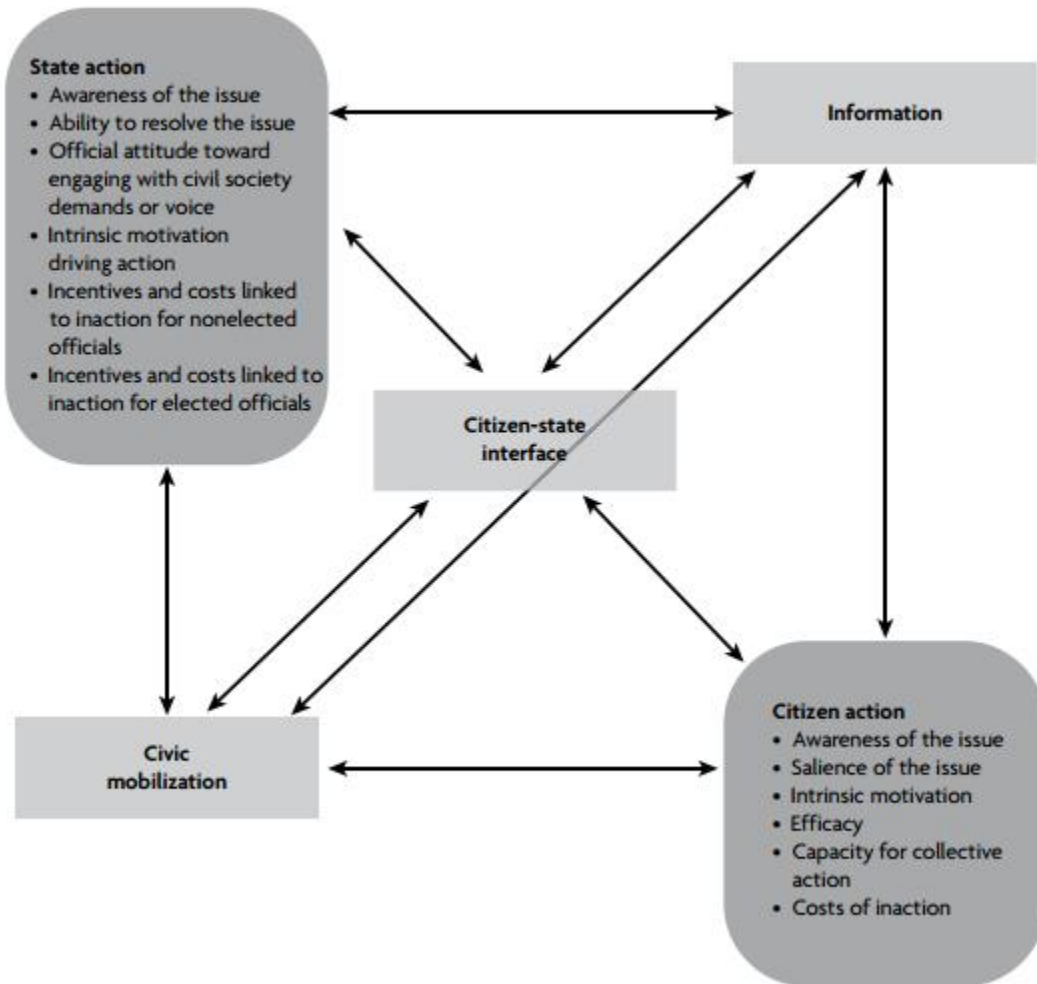 State action
• Awareness of the issue
• Ability to resolve the issue
• Official attitude toward
engaging with civil society
demands or voice
• Intrinsic motivation
driving action
• Incentives and costs linked
to inaction for nonelected
officials
• Incentives and costs linked to
inaction for elected officials
Information
Citizen-state
interface
Civic
mobilization
Citizen action
• Awareness of the issue
• Salience of the issue
• Intrinsic motivation
• Efficacy
• Capacity for collective
action
• Costs of inaction